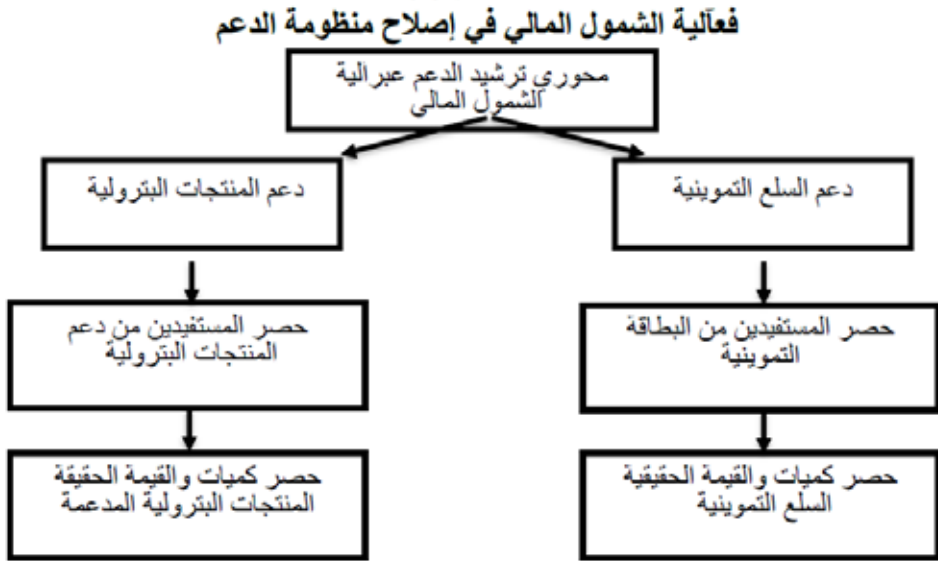 فعآلية الشمول المالي في إصلاح منظومة الدعم
محوري ترشيد الدعم عبرالية
الشمول المالى
دعم السلع التموينية
دعم المنتجات البترولية
حصر المستفيدين من البطاقة
التموينية
حصر المستفيدين من دعم
المنتجات البترولية
حصر كميات والقيمة الحقيقية
السلع التموينية
حصر كميات والقيمة الحقيقة
المنتجات البترولية المدعمة